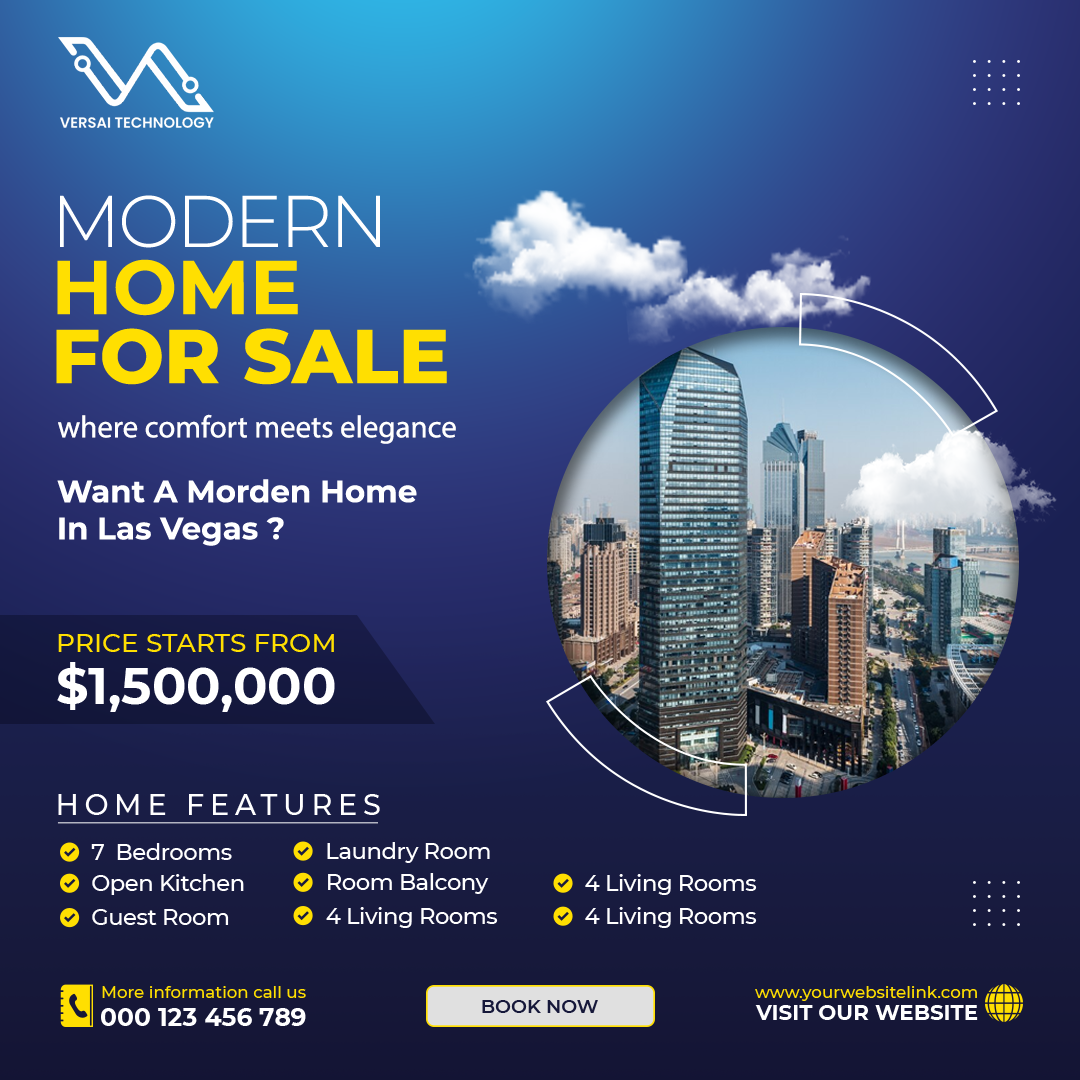 VERSAI TECHNOLOGY
MODERN
HOME
FOR SALE
where comfort meets elegance
Want A Morden Home
In Las Vegas ?
PRICE STARTS FROM
$1,500,000
HOME FEATURES
7 Bedrooms
Open Kitchen
Guest Room
Laundry Room
Room Balcony
4 Living Rooms
4 Living Rooms
4 Living Rooms
More information call us
000 123 456 789
BOOK NOW
www.yourwebsitelink.com
VISIT OUR WEBSITE